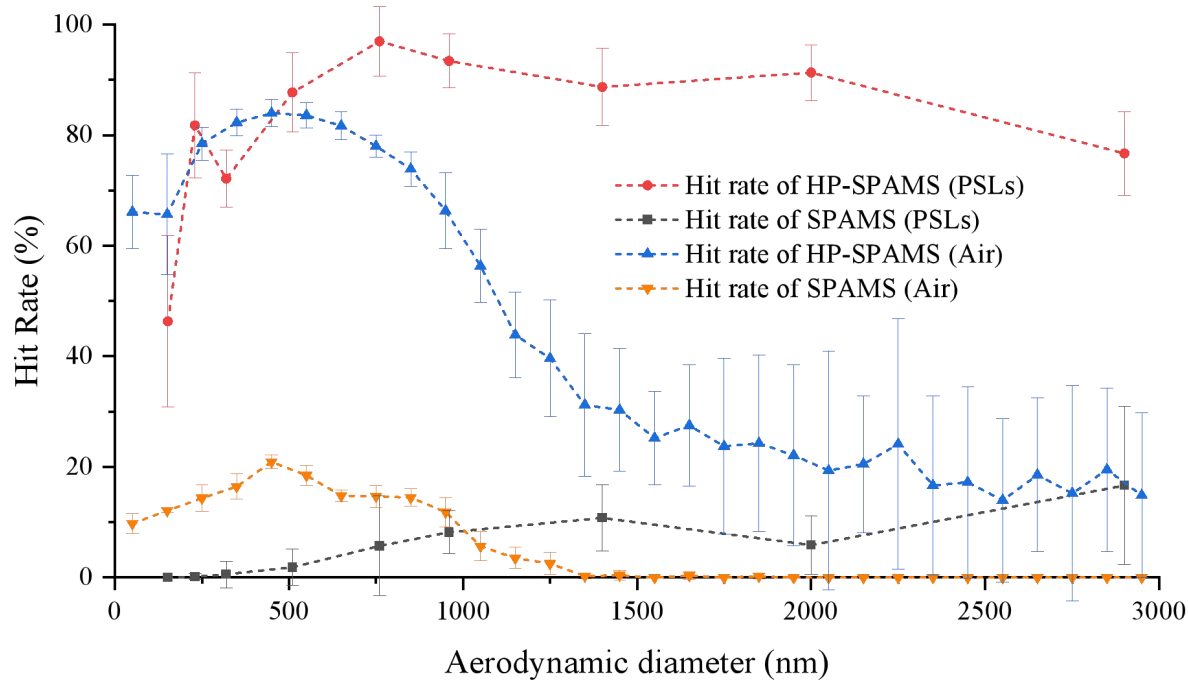 100
80
60
40
20
0
Hit Rate (%)
Hit rate of HP-SPAMS (PSLs)
Hit rate of SPAMS (PSLs)
Hit rate of HP-SPAMS (Air)
Hit rate of SPAMS (Air)
0 500 1000 1500 2000 2500 3000
Aerodynamic diameter (nm)